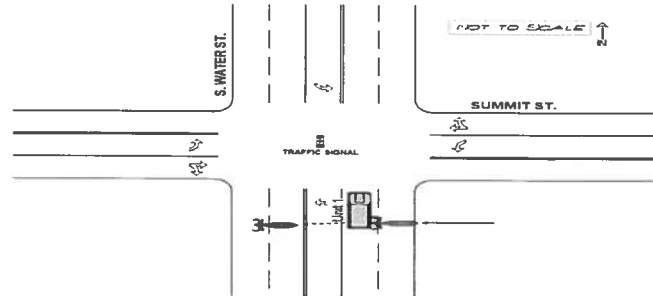 NOT TO SCALE
N
S. WATER ST.
SUMMIT ST.
TRAFFIC SIGNAL
Unit 1